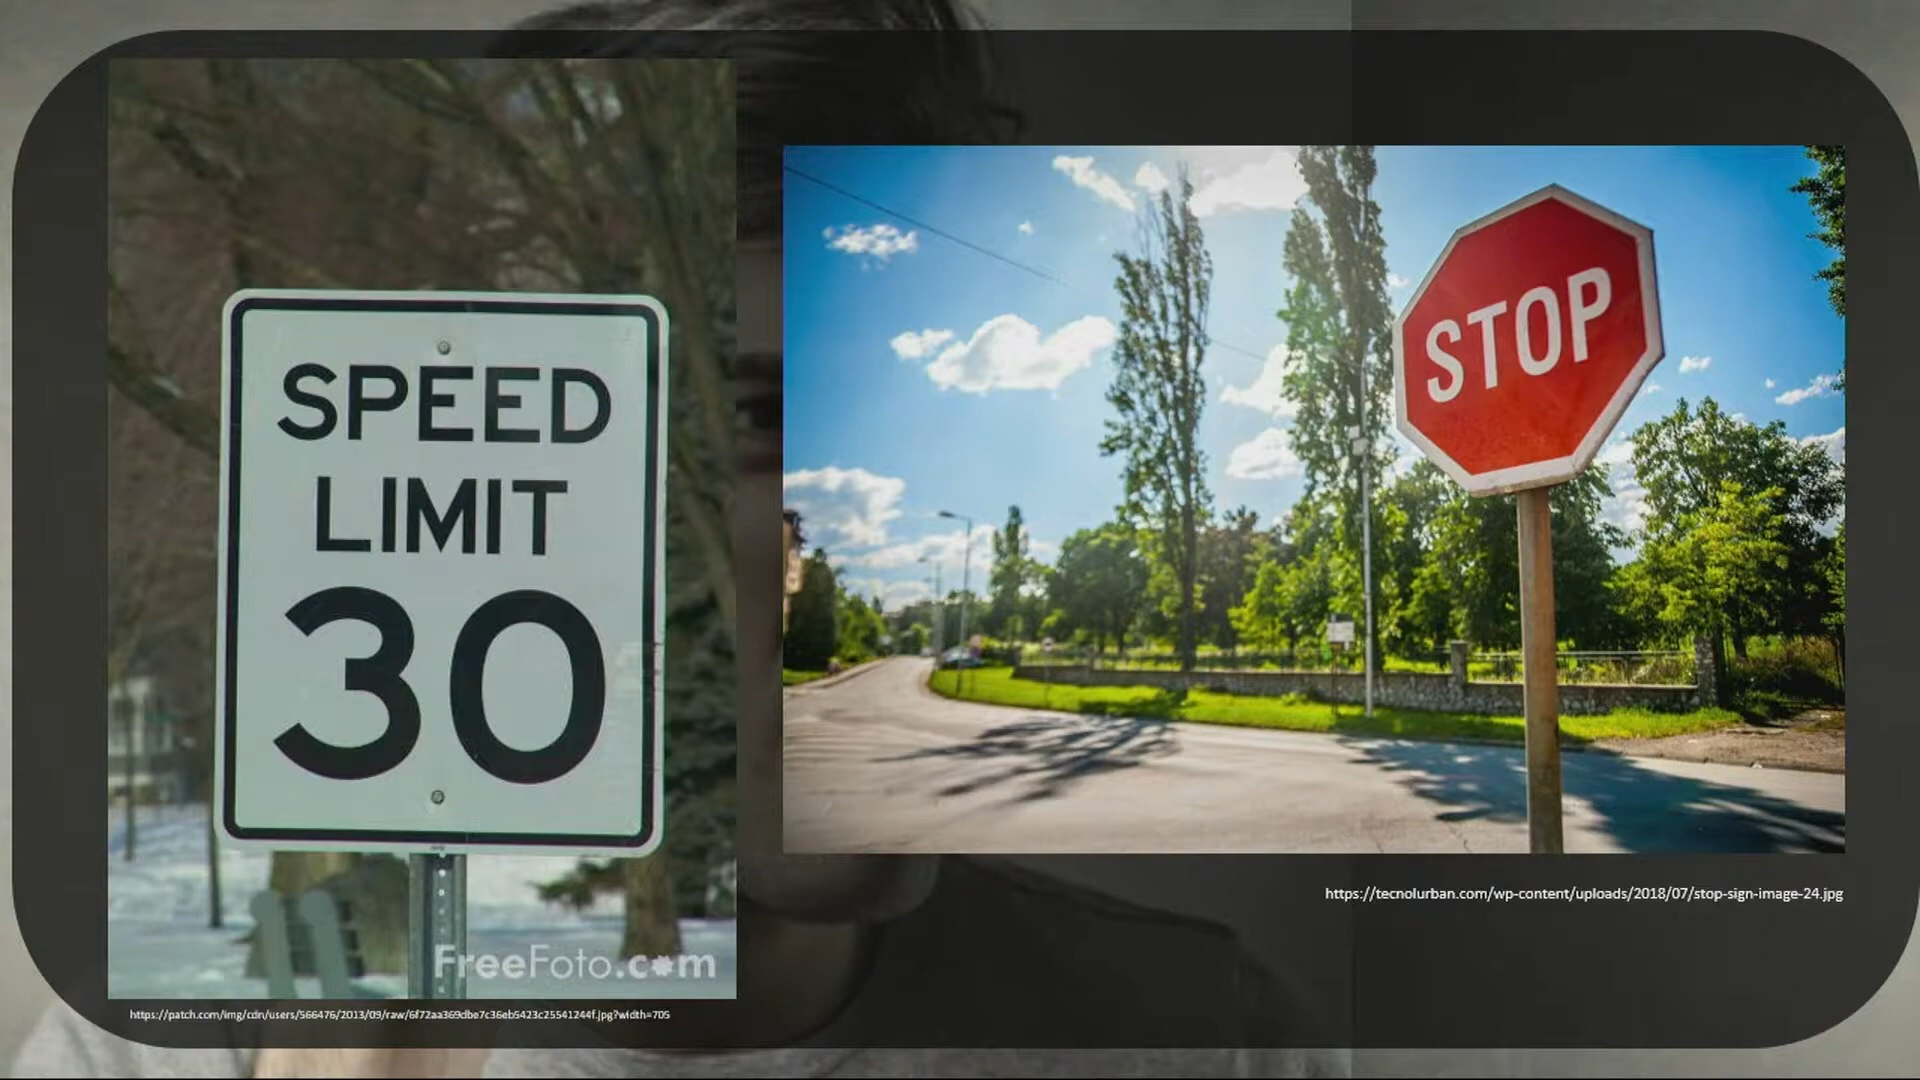 SPEED
LIMIT
30
FreeFoto.com
https://patch.com/img/cdn/users/566476/2013/09/raw/6f72aa369dbe7c36eb5423c25541244f.jpg?width=705
STOP
https://tecnolurban.com/wp-content/uploads/2018/07/stop-sign-image-24.jpg